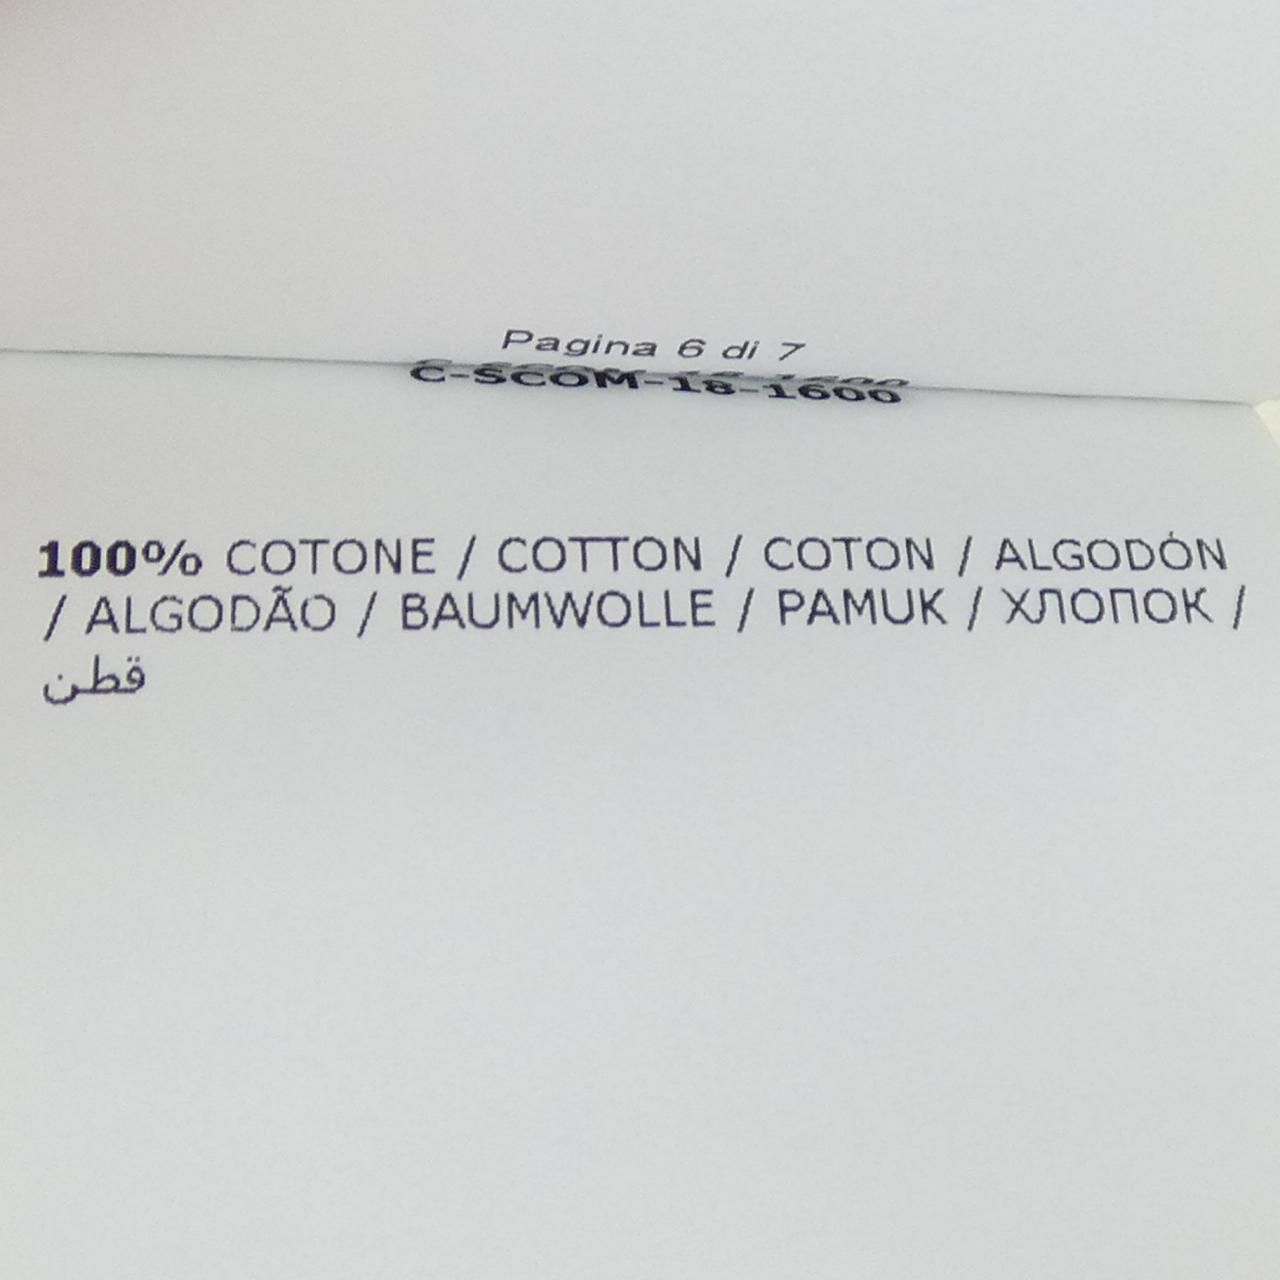 Pagina 6 di 7
C-SCOM-18-1600
100% COTONE / COTTON / COTON / ALGODÓN
/ ALGODÃO / BAUMWOLLE / PAMUK / ХЛОПОК /
قطن